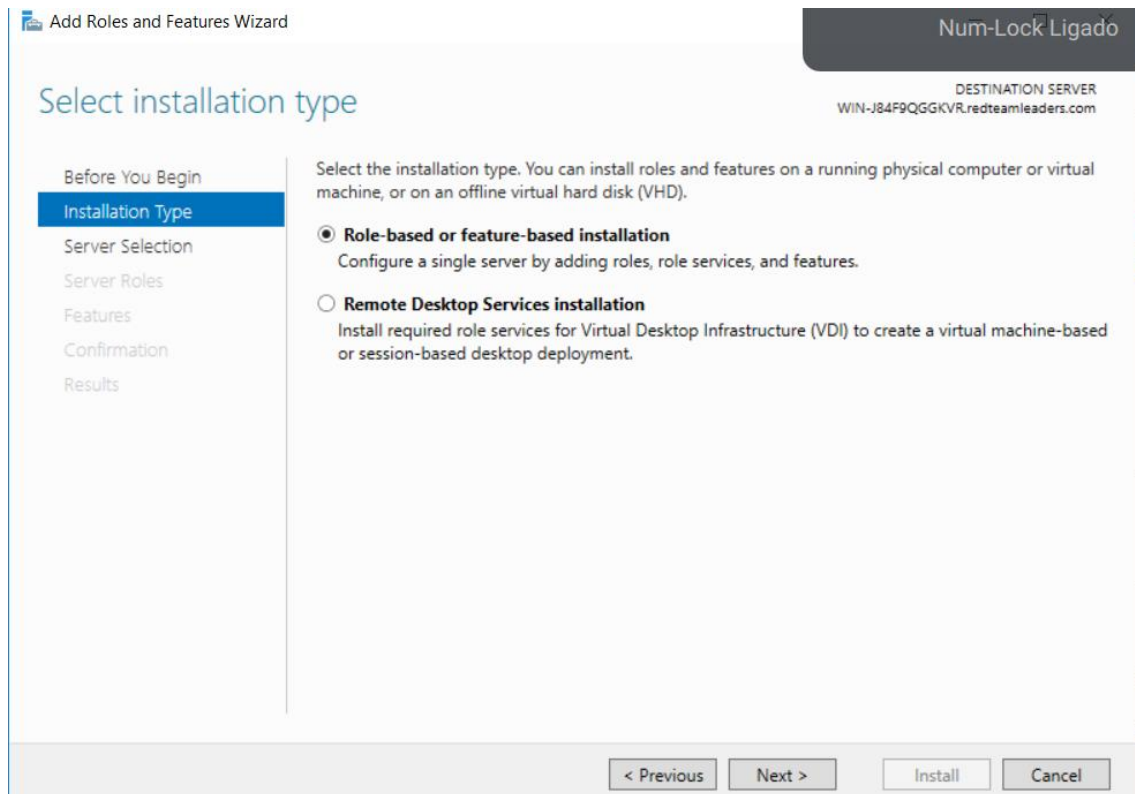 Add Roles and Features Wizard
Num-Lock Ligado
Select installation type
DESTINATION SERVER
WIN-J84F9QGGKVR.redteamleaders.com
Before You Begin
Installation Type
Server Selection
Server Roles
Features
Confirmation
Results
Select the installation type. You can install roles and features on a running physical computer or virtual
machine, or on an offline virtual hard disk (VHD).
Role-based or feature-based installation
Configure a single server by adding roles, role services, and features.
Remote Desktop Services installation
Install required role services for Virtual Desktop Infrastructure (VDI) to create a virtual machine-based
or session-based desktop deployment.
< Previous
Next >
Install
Cancel